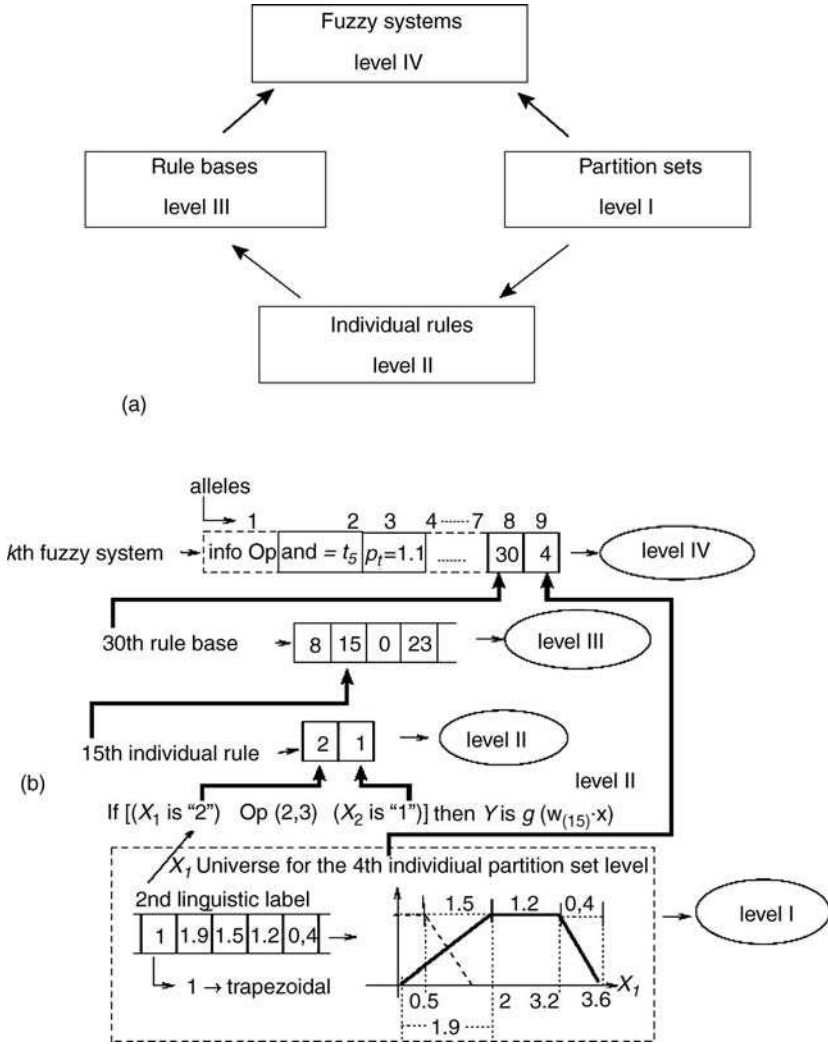 Fuzzy systems
level IV
Rule bases
level III
Partition sets
level I
Individual rules
level II
(a)
alleles
1 2 3 4 ······ 7 8 9
kth fuzzy system info Op and = t5 pt=1.1 ...... 30 4 level IV
30th rule base 8 15 0 23 level III
15th individual rule 2 1 level II
(b)
level II
If [(X1 is “2”) Op (2,3) (X2 is “1”)] then Y is g (w(15)·x)
X1 Universe for the 4th individiual partition set level
2nd linguistic label
1 1.9 1.5 1.2 0,4
1 → trapezoidal
1.5 1.2 0,4
0.5 2 3.2 3.6 X1
1.9
level I